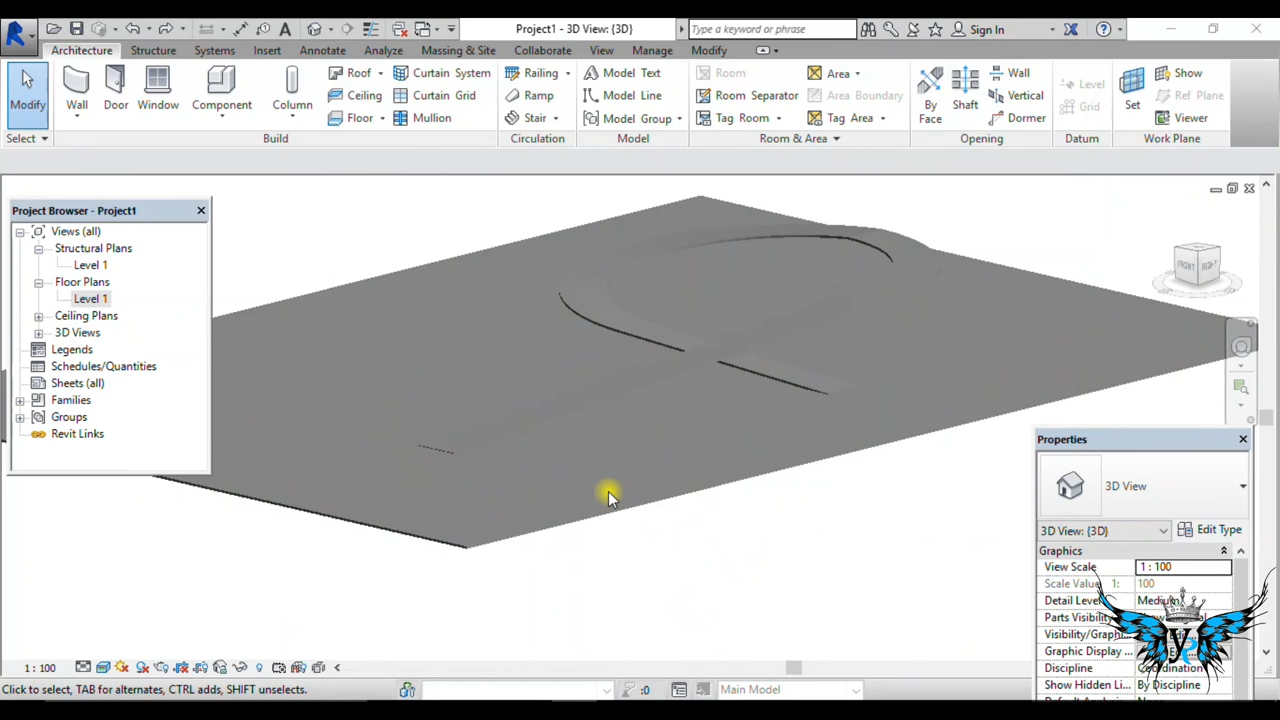 Project1 - 3D View: {3D}
Type a keyword or phrase
Sign In
Architecture Structure Systems Insert Annotate Analyze Massing & Site Collaborate View Manage Modify
Modify
Wall
Door
Window
Component
Column
Roof
Ceiling
Floor
Curtain System
Curtain Grid
Mullion
Railing
Ramp
Stair
Model Text
Model Line
Model Group
Room
Room Separator
Tag Room
Area
Area Boundary
Tag Area
By
Face
Shaft
Wall
Vertical
Dormer
Level
Grid
Set
Show
Ref Plane
Viewer
Select
Build
Circulation
Model
Room & Area
Opening
Datum
Work Plane
Project Browser - Project1
Views (all)
Structural Plans
Level 1
Floor Plans
Level 1
Ceiling Plans
3D Views
Legends
Schedules/Quantities
Sheets (all)
Families
Groups
Revit Links
FRONT
RIGHT
Properties
3D View
3D View: {3D}
Edit Type
Graphics
View Scale 1 : 100
Scale Value 1: 100
Detail Level Medium
Parts Visibility
Visibility/Graphi...
Graphic Display ...
Discipline Coordination
Show Hidden Li... By Discipline
1 : 100
Click to select, TAB for alternates, CTRL adds, SHIFT unselects.
:0
Main Model